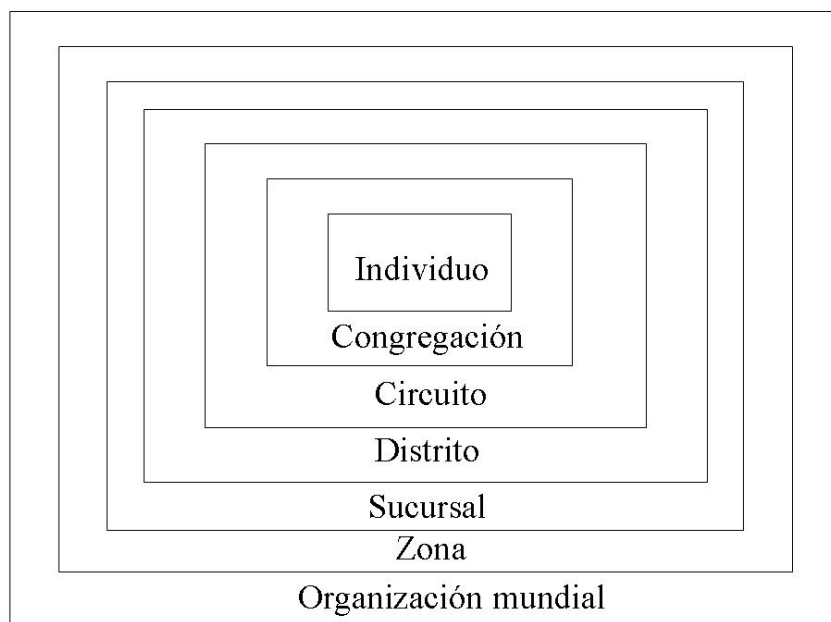 Individuo
Congregación
Circuito
Distrito
Sucursal
Zona
Organización mundial